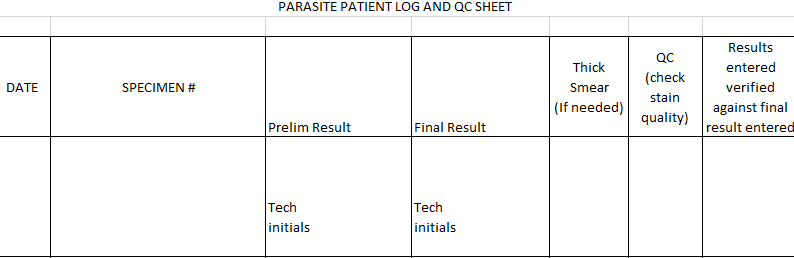 PARASITE PATIENT LOG AND QC SHEET
DATE
SPECIMEN #
Prelim Result
Final Result
Thick
Smear
(If needed)
QC
(check
stain
quality)
Results
entered
verified
against final
result entered
Tech
initials
Tech
initials